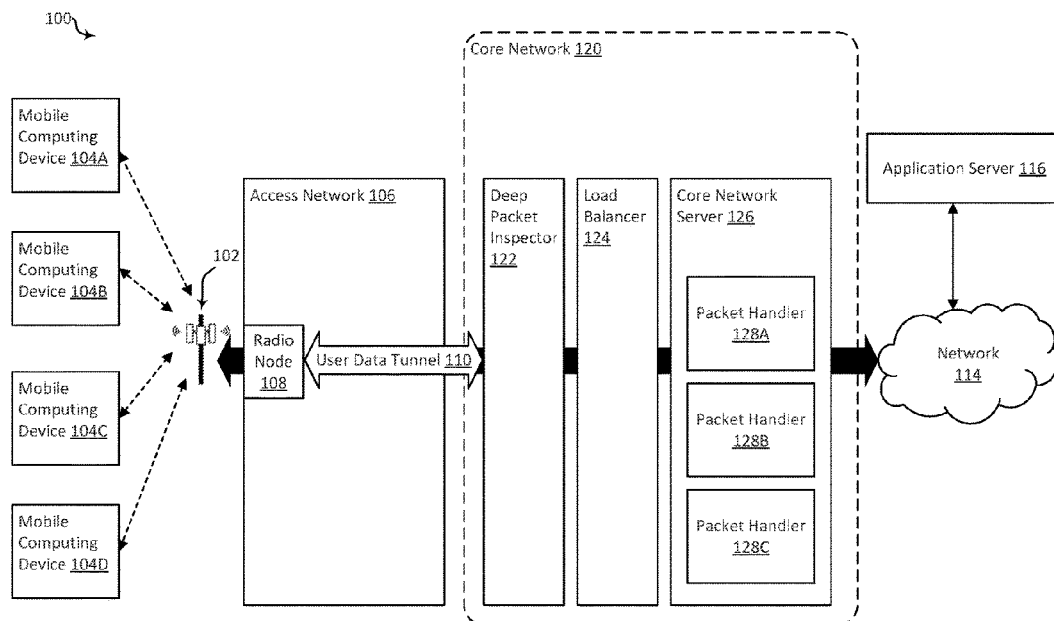 100
Core Network 120
Mobile
Computing
Device 104A
Application Server 116
Access Network 106
Deep
Packet
Inspector
122
Load
Balancer
124
Core Network
Server 126
Mobile
Computing
Device 104B
102
Packet Handler
128A
Radio
Node
108
User Data Tunnel 110
Network
114
Mobile
Computing
Device 104C
Packet Handler
128B
Mobile
Computing
Device 104D
Packet Handler
128C